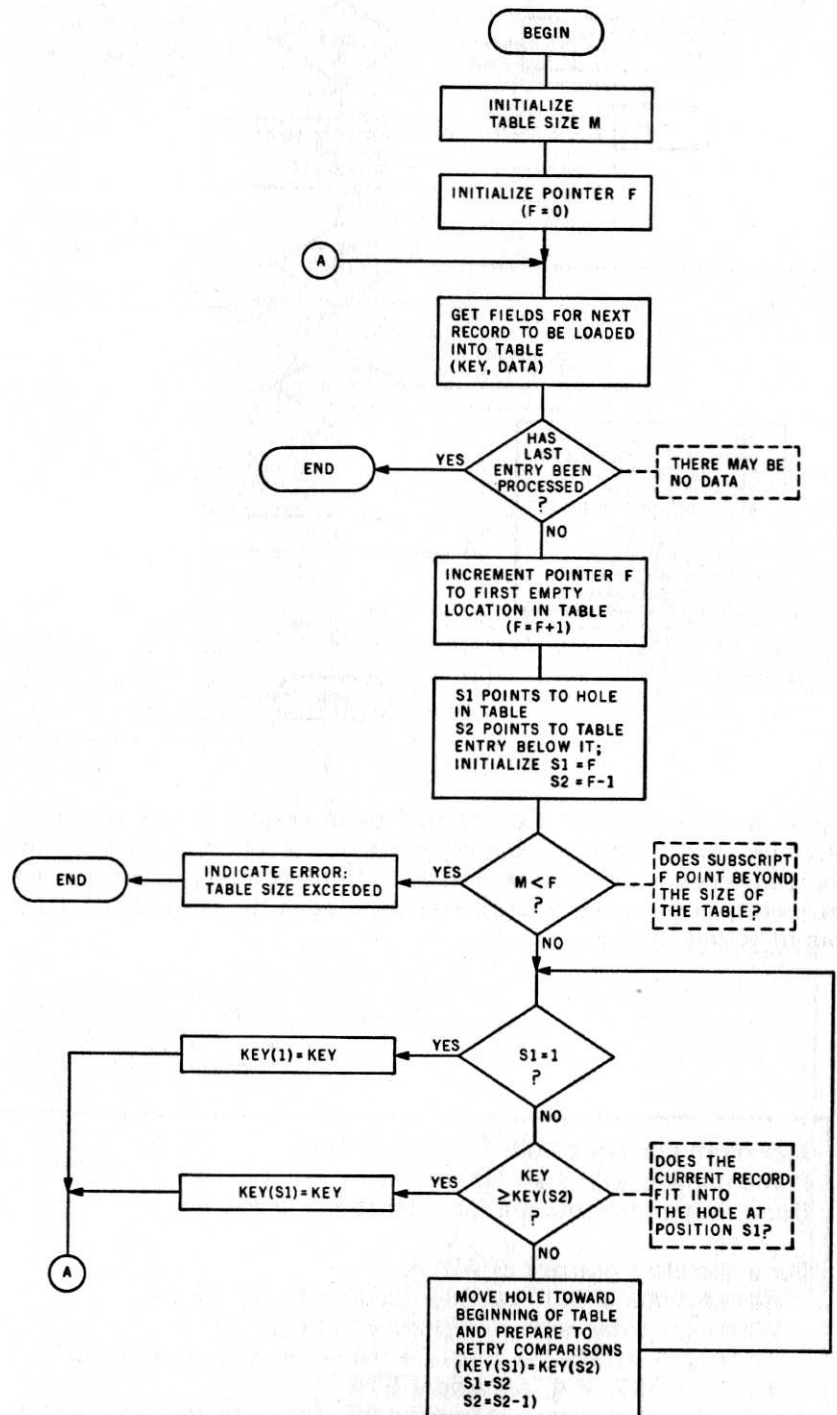 BEGIN
INITIALIZE
TABLE SIZE M
INITIALIZE POINTER F
(F=0)
A
GET FIELDS FOR NEXT
RECORD TO BE LOADED
INTO TABLE
(KEY, DATA)
HAS
LAST
ENTRY BEEN
PROCESSED
?
YES
END
THERE MAY BE
NO DATA
NO
INCREMENT POINTER F
TO FIRST EMPTY
LOCATION IN TABLE
(F=F+1)
S1 POINTS TO HOLE
IN TABLE
S2 POINTS TO TABLE
ENTRY BELOW IT;
INITIALIZE S1=F
S2=F-1
M<F
?
YES
INDICATE ERROR:
TABLE SIZE EXCEEDED
END
DOES SUBSCRIPT
F POINT BEYOND
THE SIZE OF
THE TABLE?
NO
S1=1
?
YES
KEY(1)=KEY
NO
KEY
≥KEY(S2)
?
YES
KEY(S1)=KEY
DOES THE
CURRENT RECORD
FIT INTO
THE HOLE AT
POSITION S1?
A
NO
MOVE HOLE TOWARD
BEGINNING OF TABLE
AND PREPARE TO
RETRY COMPARISONS
(KEY(S1)=KEY(S2)
S1=S2
S2=S2-1)